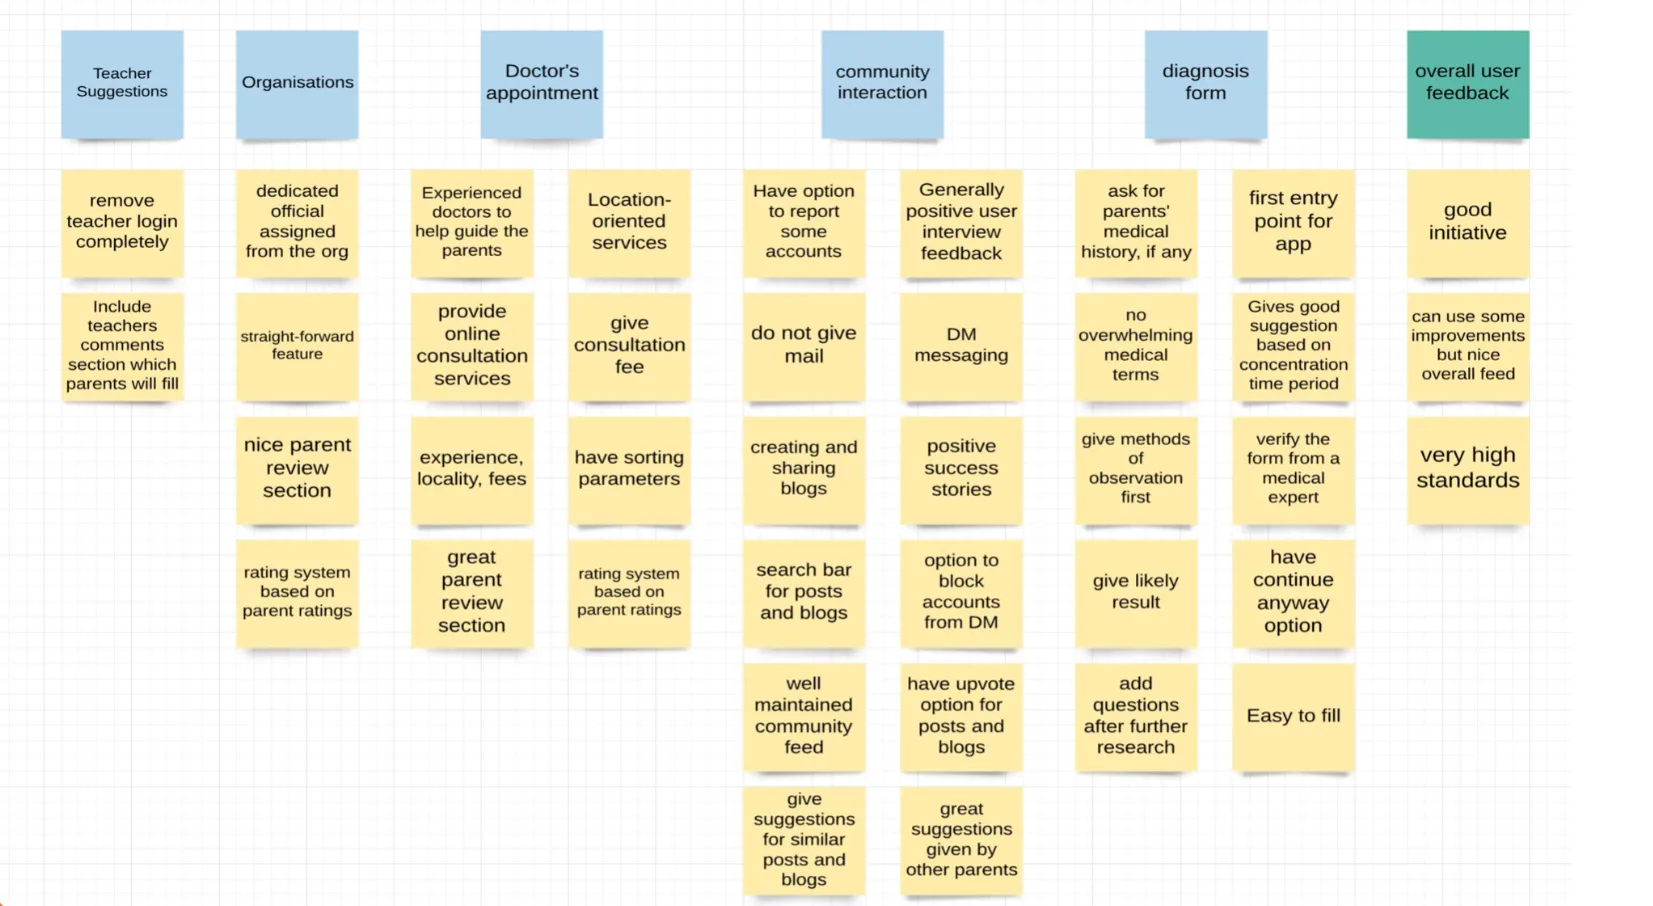 Teacher
Suggestions
Organisations
Doctor's
appointment
community
interaction
diagnosis
form
overall user
feedback
remove
teacher login
completely
Include
teachers
comments
section which
parents will fill
dedicated
official
assigned
from the org
straight-forward
feature
nice parent
review
section
rating system
based on
parent ratings
Experienced
doctors to
help guide the
parents
Location-
oriented
services
provide
online
consultation
services
give
consultation
fee
experience,
locality, fees
have sorting
parameters
great
parent
review
section
rating system
based on
parent ratings
Have option
to report
some
accounts
Generally
positive user
interview
feedback
do not give
mail
DM
messaging
creating and
sharing
blogs
positive
success
stories
search bar
for posts
and blogs
option to
block
accounts
from DM
well
maintained
community
feed
have upvote
option for
posts and
blogs
give
suggestions
for similar
posts and
blogs
great
suggestions
given by
other parents
ask for
parents'
medical
history, if any
first entry
point for
app
no
overwhelming
medical
terms
Gives good
suggestion
based on
concentration
time period
give methods
of
observation
first
verify the
form from a
medical
expert
give likely
result
have
continue
anyway
option
add
questions
after further
research
Easy to fill
good
initiative
can use some
improvements
but nice
overall feed
very high
standards